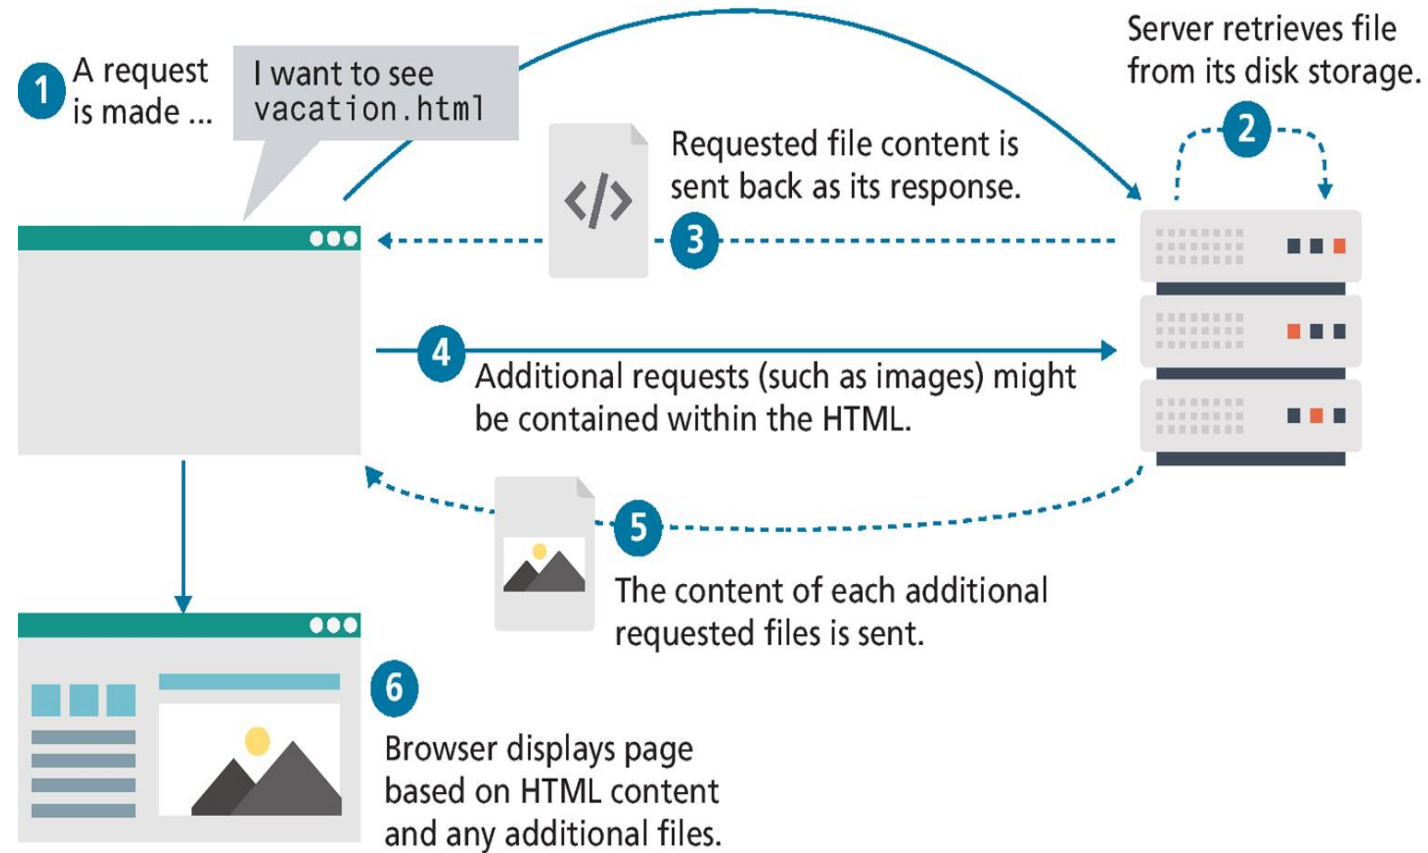 1
A request
is made ...
I want to see
vacation.html
Server retrieves file
from its disk storage.
2
Requested file content is
sent back as its response.
3
4
Additional requests (such as images) might
be contained within the HTML.
5
The content of each additional
requested files is sent.
6
Browser displays page
based on HTML content
and any additional files.